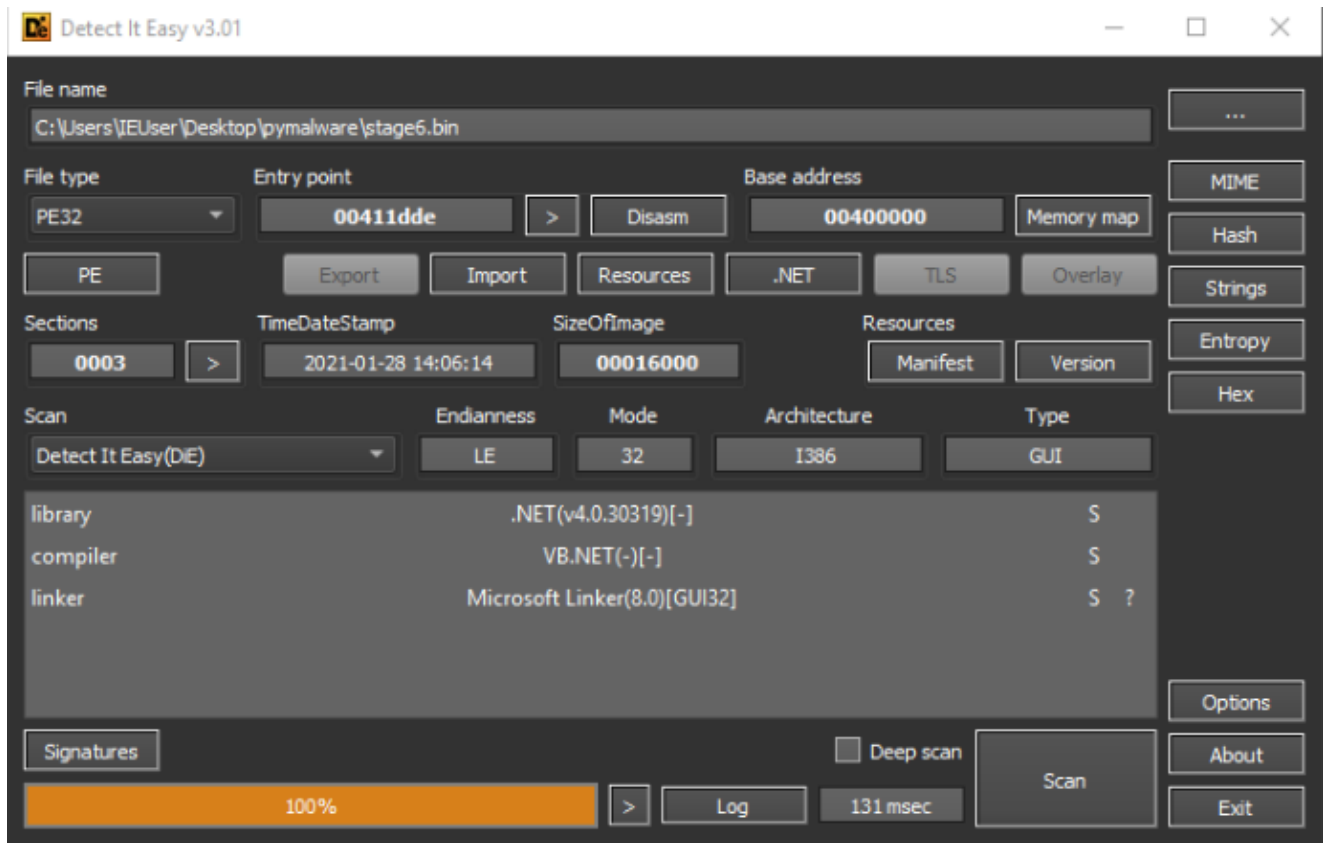 Detect It Easy v3.01
File name
C:\Users\IEUser\Desktop\pymalware\stage6.bin
...
File type Entry point Base address
MIME
PE32 00411dde > Disasm 00400000 Memory map
Hash
PE Export Import Resources .NET TLS Overlay
Strings
Sections TimeDateStamp SizeOfImage Resources
Entropy
0003 > 2021-01-28 14:06:14 00016000 Manifest Version
Hex
Scan Endianness Mode Architecture Type
Detect It Easy(DiE) LE 32 I386 GUI
library .NET(v4.0.30319)[-] S
compiler VB.NET(-)[-] S
linker Microsoft Linker(8.0)[GUI32] S ?
Options
Signatures Deep scan Scan About
100% > Log 131 msec Exit